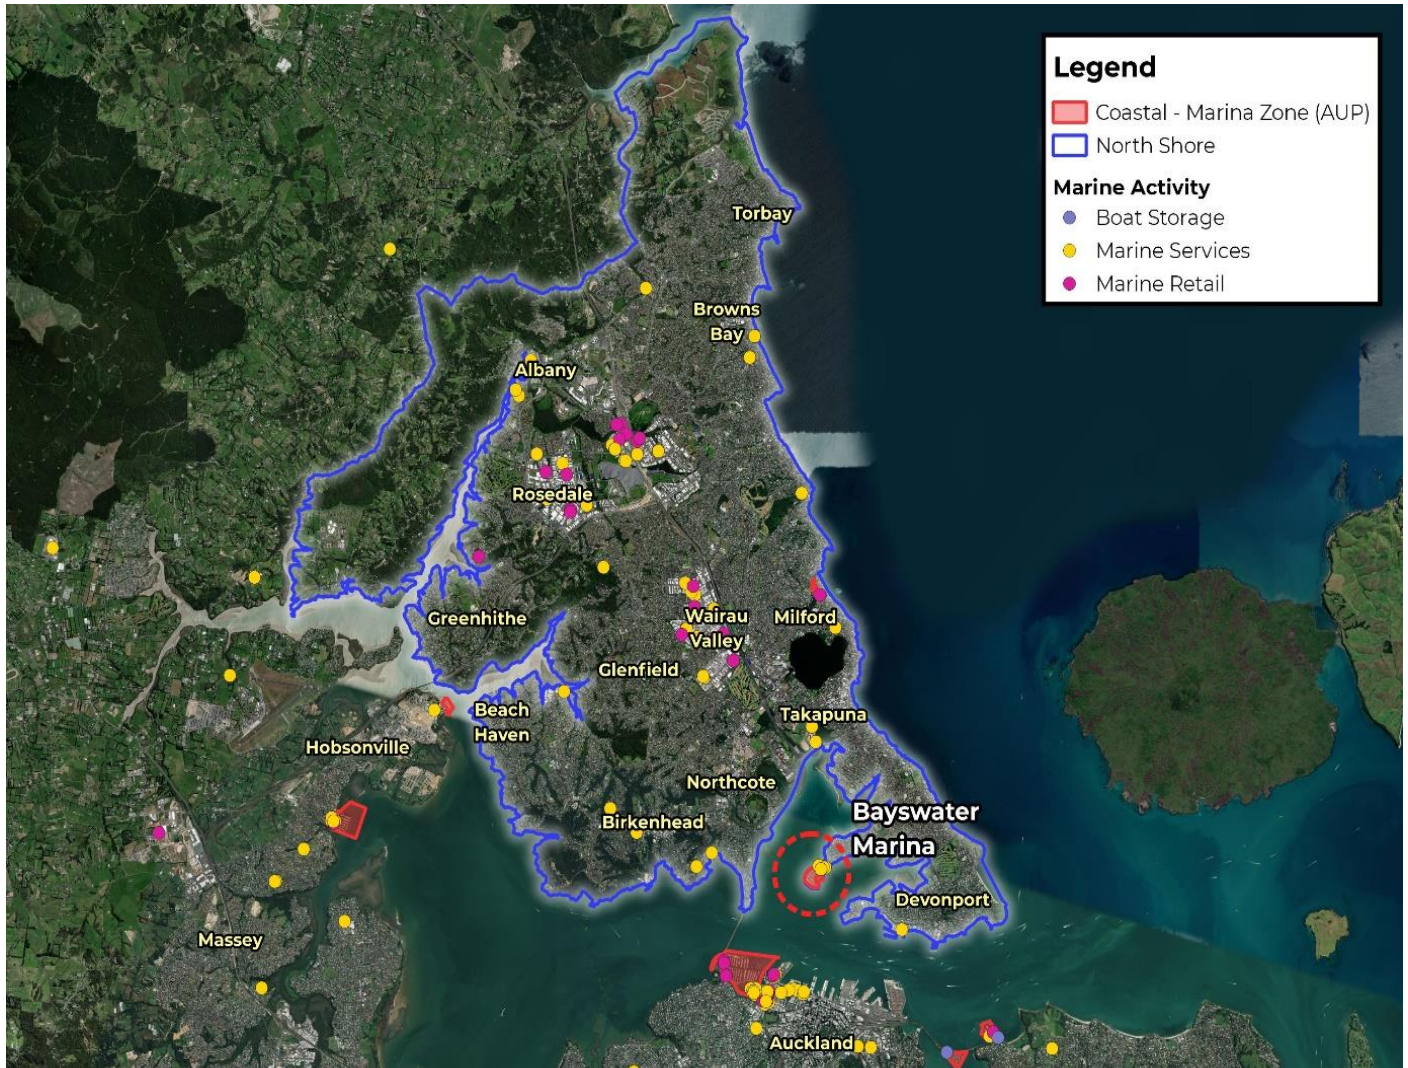 Legend
Coastal - Marina Zone (AUP)
North Shore
Marine Activity
Boat Storage
Marine Services
Marine Retail
Torbay
Browns
Bay
Albany
Rosedale
Greenhithe
Wairau
Valley
Milford
Glenfield
Beach
Haven
Takapuna
Hobsonville
Northcote
Bayswater
Marina
Birkenhead
Devonport
Massey
Auckland